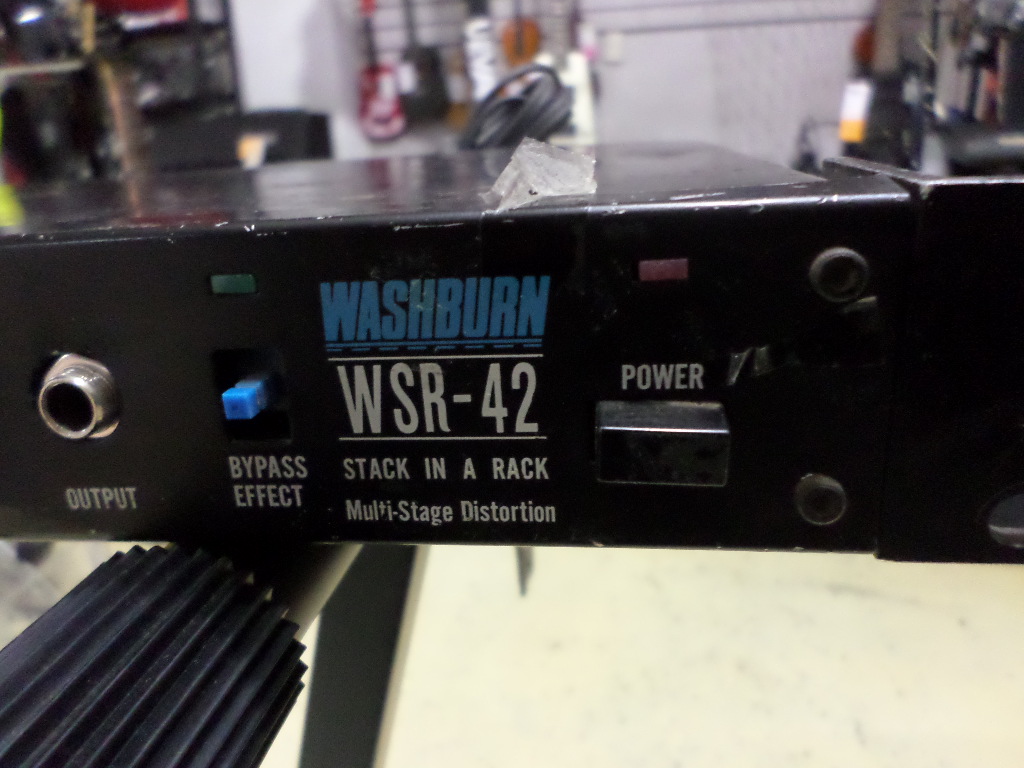 WASHBURN
WSR-42
STACK IN A RACK
Multi-Stage Distortion
POWER
BYPASS
EFFECT
OUTPUT